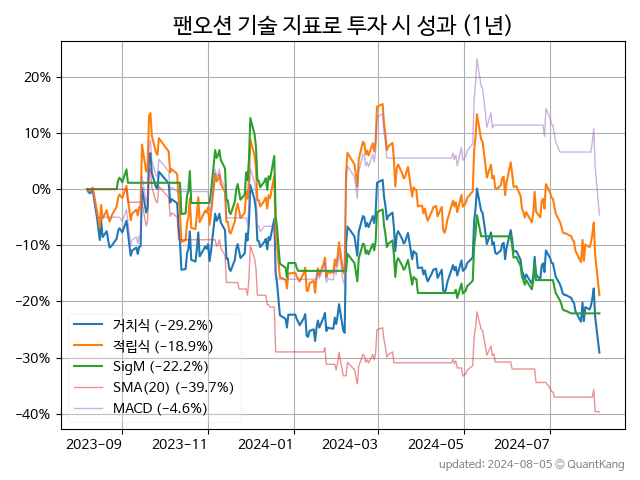 팬오션 기술 지표로 투자 시 성과 (1년)
20%
10%
0%
−10%
−20%
−30%
−40%
거치식 (−29.2%)
적립식 (−18.9%)
SigM (−22.2%)
SMA(20) (−39.7%)
MACD (−4.6%)
2023-09 2023-11 2024-01 2024-03 2024-05 2024-07
updated: 2024-08-05 © QuantKang